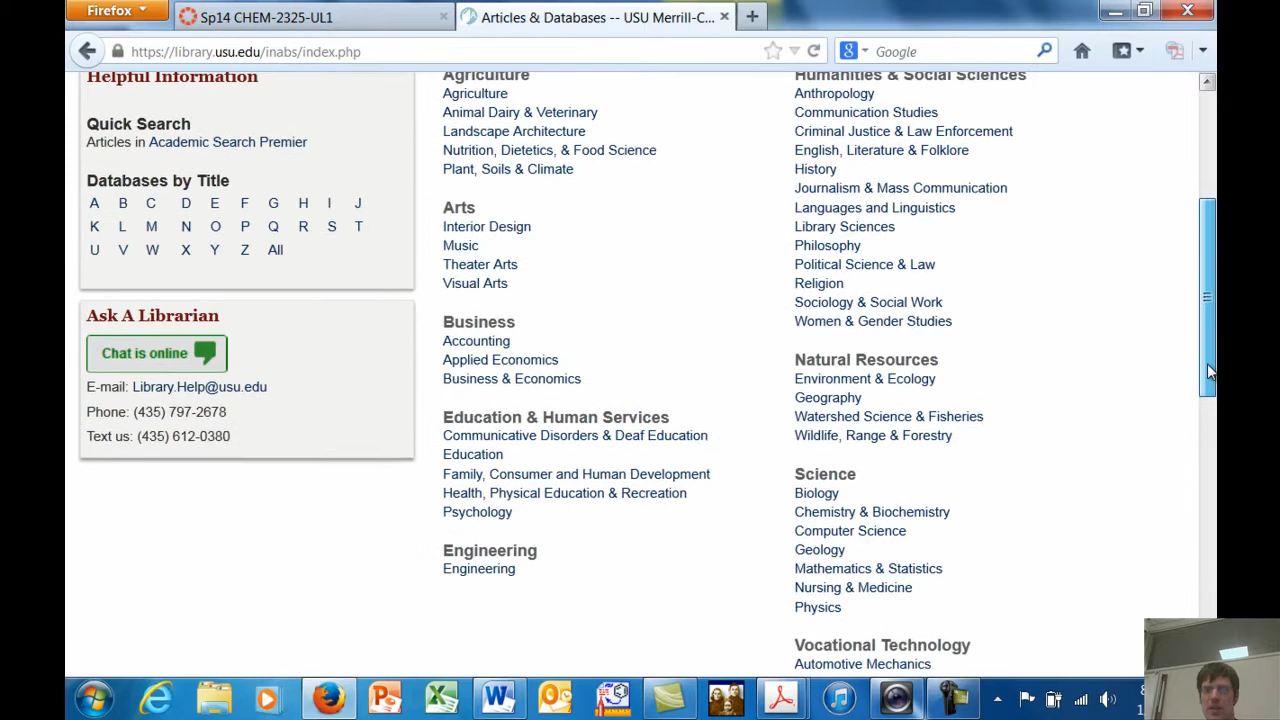 Firefox
Sp14 CHEM-2325-UL1
Articles & Databases -- USU Merrill-C...
https://library.usu.edu/inabs/index.php
Google
Helpful Information
Quick Search
Articles in Academic Search Premier
Databases by Title
A B C D E F G H I J
K L M N O P Q R S T
U V W X Y Z All
Ask A Librarian
Chat is online
E-mail: Library.Help@usu.edu
Phone: (435) 797-2678
Text us: (435) 612-0380
Agriculture
Agriculture
Animal Dairy & Veterinary
Landscape Architecture
Nutrition, Dietetics, & Food Science
Plant, Soils & Climate
Arts
Interior Design
Music
Theater Arts
Visual Arts
Business
Accounting
Applied Economics
Business & Economics
Education & Human Services
Communicative Disorders & Deaf Education
Education
Family, Consumer and Human Development
Health, Physical Education & Recreation
Psychology
Engineering
Engineering
Humanities & Social Sciences
Anthropology
Communication Studies
Criminal Justice & Law Enforcement
English, Literature & Folklore
History
Journalism & Mass Communication
Languages and Linguistics
Library Sciences
Philosophy
Political Science & Law
Religion
Sociology & Social Work
Women & Gender Studies
Natural Resources
Environment & Ecology
Geography
Watershed Science & Fisheries
Wildlife, Range & Forestry
Science
Biology
Chemistry & Biochemistry
Computer Science
Geology
Mathematics & Statistics
Nursing & Medicine
Physics
Vocational Technology
Automotive Mechanics